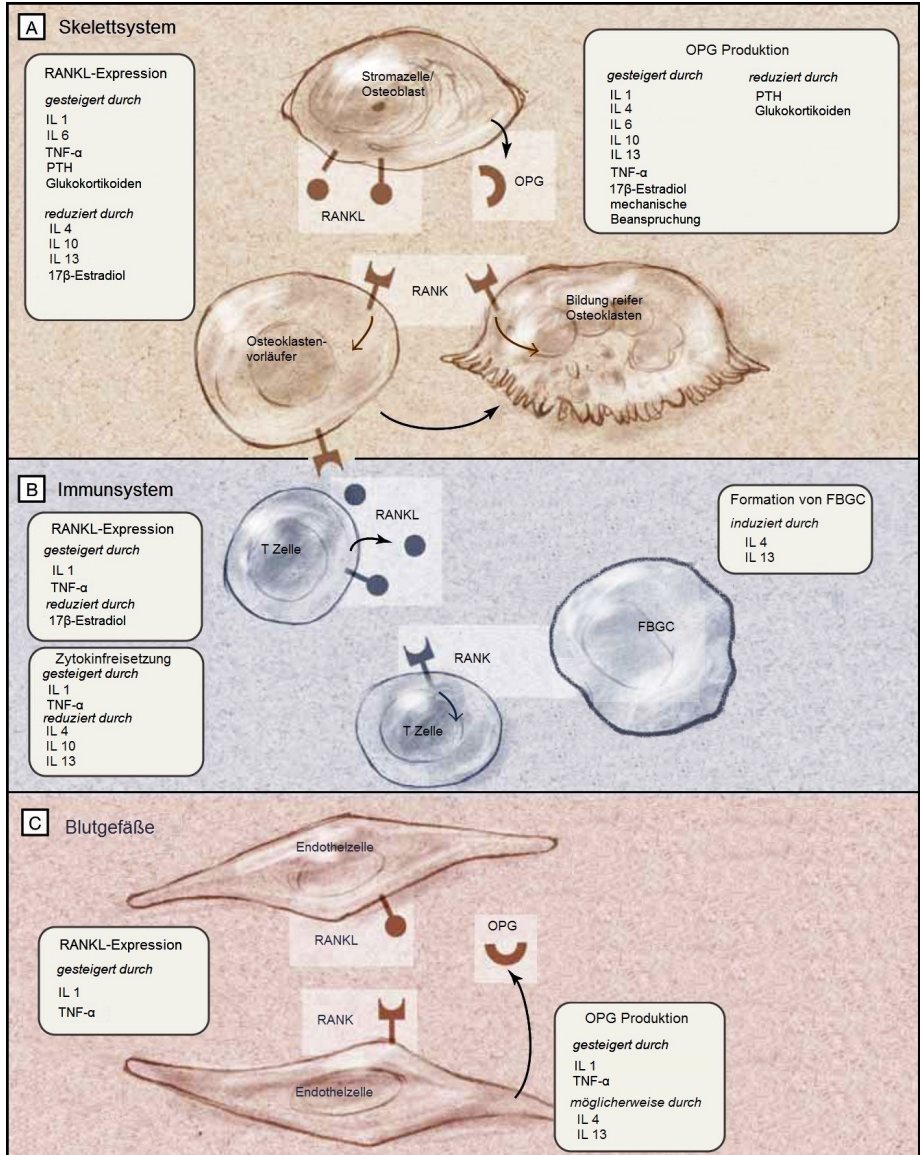 A Skelettsystem
RANKL-Expression
gesteigert durch
IL 1
IL 6
TNF-α
PTH
Glukokortikoiden
reduziert durch
IL 4
IL 10
IL 13
17β-Estradiol
Stromazelle/
Osteoblast
RANKL
OPG
OPG Produktion
gesteigert durch
IL 1
IL 4
IL 6
IL 10
IL 13
TNF-α
17β-Estradiol
mechanische
Beanspruchung
reduziert durch
PTH
Glukokortikoiden
RANK
Osteoklasten-
vorläufer
Bildung reifer
Osteoklasten
B Immunsystem
RANKL-Expression
gesteigert durch
IL 1
TNF-α
reduziert durch
17β-Estradiol
Zytokinfreisetzung
gesteigert durch
IL 1
TNF-α
reduziert durch
IL 4
IL 10
IL 13
T Zelle
RANKL
RANK
T Zelle
Formation von FBGC
induziert durch
IL 4
IL 13
FBGC
C Blutgefäße
Endothelzelle
RANKL
RANKL-Expression
gesteigert durch
IL 1
TNF-α
RANK
Endothelzelle
OPG
OPG Produktion
gesteigert durch
IL 1
TNF-α
möglicherweise durch
IL 4
IL 13